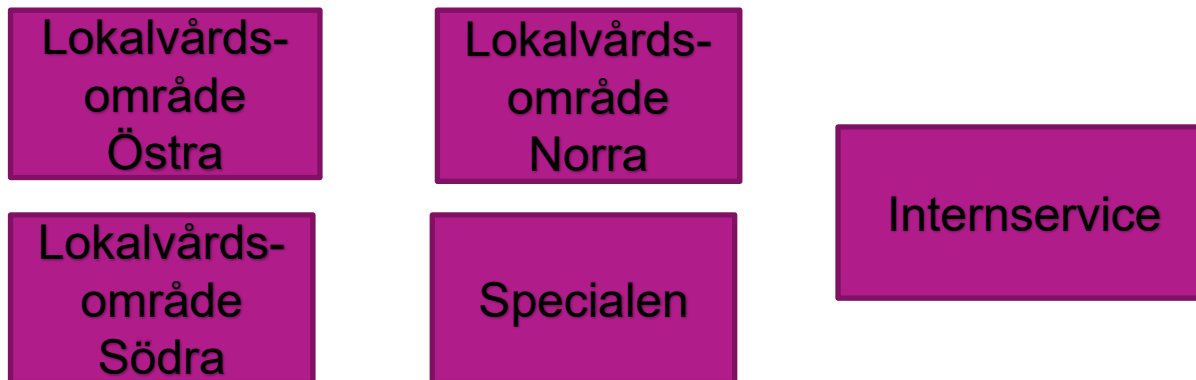 Lokalvårds-
område
Östra
Lokalvårds-
område
Norra
Internservice
Lokalvårds-
område
Södra
Specialen